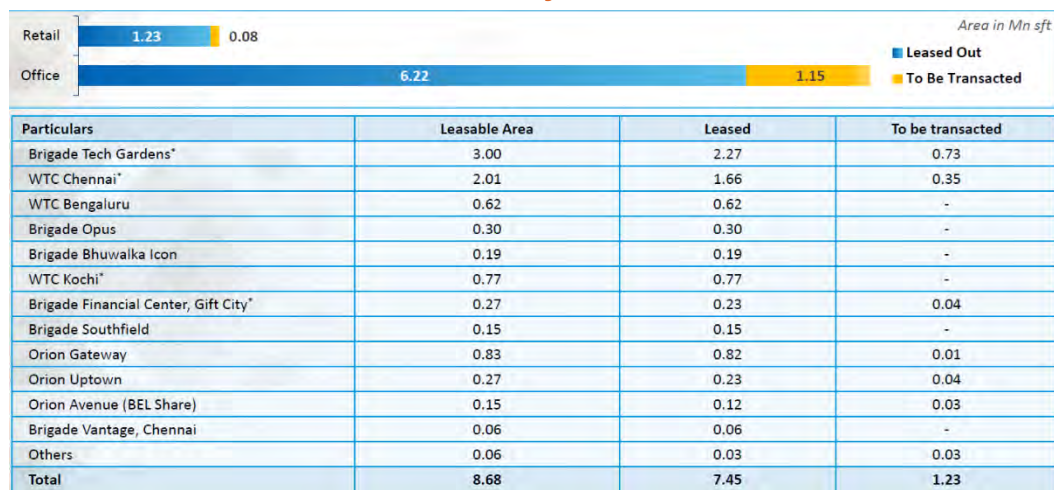 Area in Mn sft
Retail 1.23 0.08
Leased Out
Office 6.22 1.15
To Be Transacted
Particulars Leasable Area Leased To be transacted
Brigade Tech Gardens* 3.00 2.27 0.73
WTC Chennai* 2.01 1.66 0.35
WTC Bengaluru 0.62 0.62 -
Brigade Opus 0.30 0.30 -
Brigade Bhuwalka Icon 0.19 0.19 -
WTC Kochi* 0.77 0.77 -
Brigade Financial Center, Gift City* 0.27 0.23 0.04
Brigade Southfield 0.15 0.15 -
Orion Gateway 0.83 0.82 0.01
Orion Uptown 0.27 0.23 0.04
Orion Avenue (BEL Share) 0.15 0.12 0.03
Brigade Vantage, Chennai 0.06 0.06 -
Others 0.06 0.03 0.03
Total 8.68 7.45 1.23